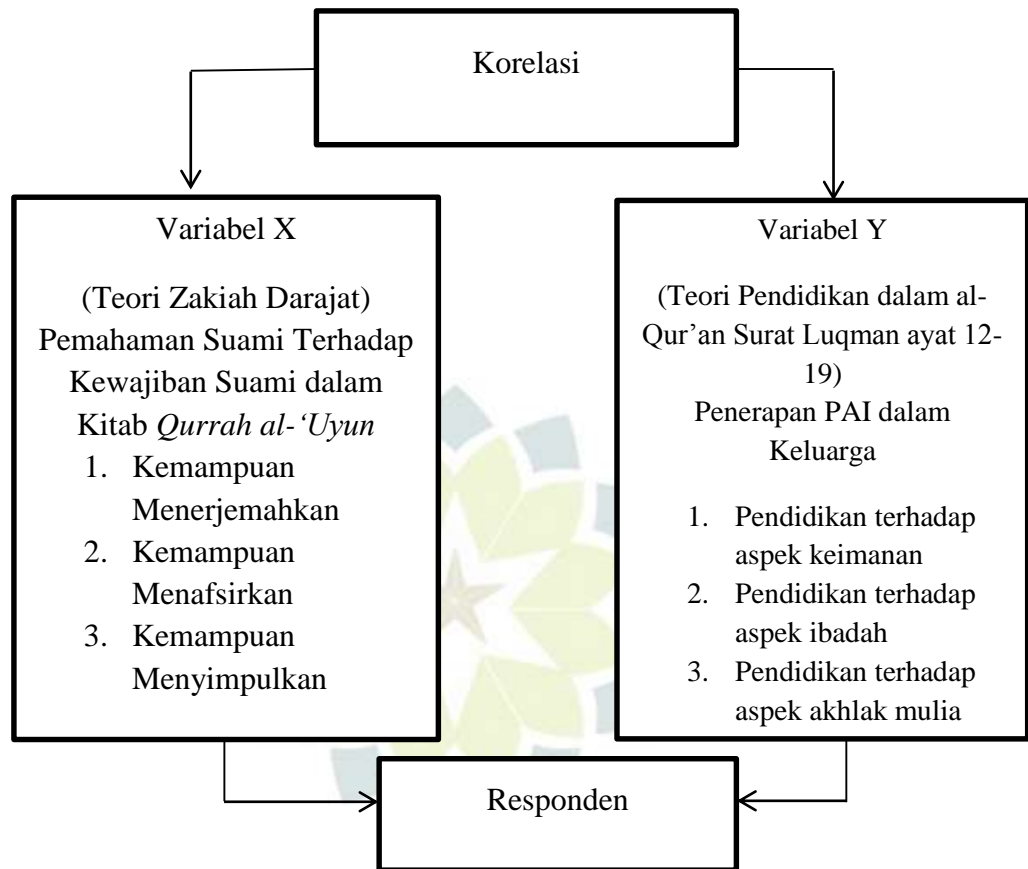 Korelasi
Variabel X
(Teori Zakiah Darajat)
Pemahaman Suami Terhadap
Kewajiban Suami dalam
Kitab Qurrah al-‘Uyun
1. Kemampuan
Menerjemahkan
2. Kemampuan
Menafsirkan
3. Kemampuan
Menyimpulkan
Variabel Y
(Teori Pendidikan dalam al-
Qur’an Surat Luqman ayat 12-
19)
Penerapan PAI dalam
Keluarga
1. Pendidikan terhadap
aspek keimanan
2. Pendidikan terhadap
aspek ibadah
3. Pendidikan terhadap
aspek akhlak mulia
Responden